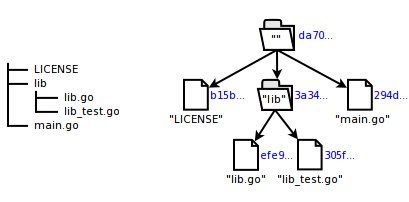 LICENSE
lib
lib.go
lib_test.go
main.go
"" da70...
b15b... "lib" 3a34... 294d...
"LICENSE" "main.go"
efe9... 305f...
"lib.go" "lib_test.go"